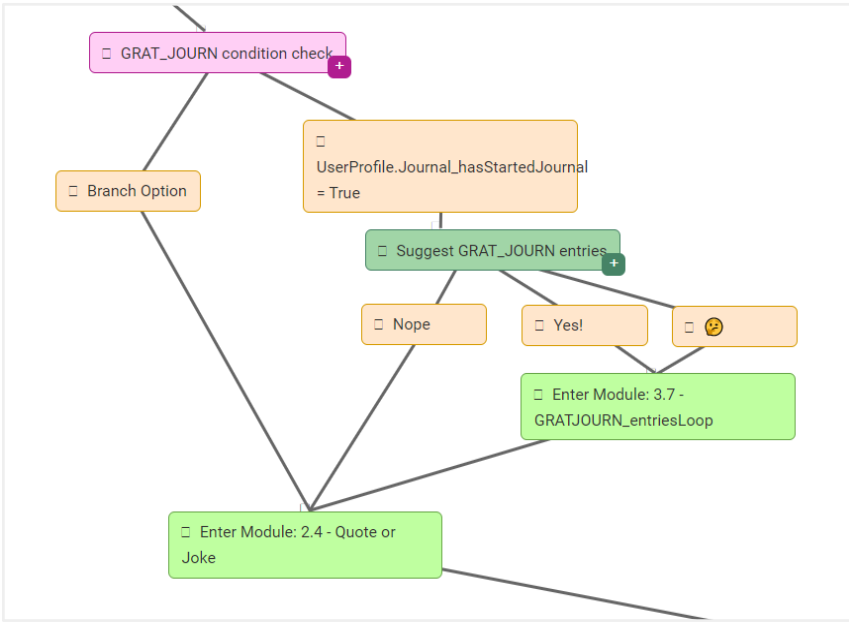 GRAT_JOURN condition check
+
UserProfile.Journal_hasStartedJournal
= True
Branch Option
Suggest GRAT_JOURN entries
+
Nope
Yes!
🤔
Enter Module: 3.7 -
GRATJOURN_entriesLoop
Enter Module: 2.4 - Quote or
Joke